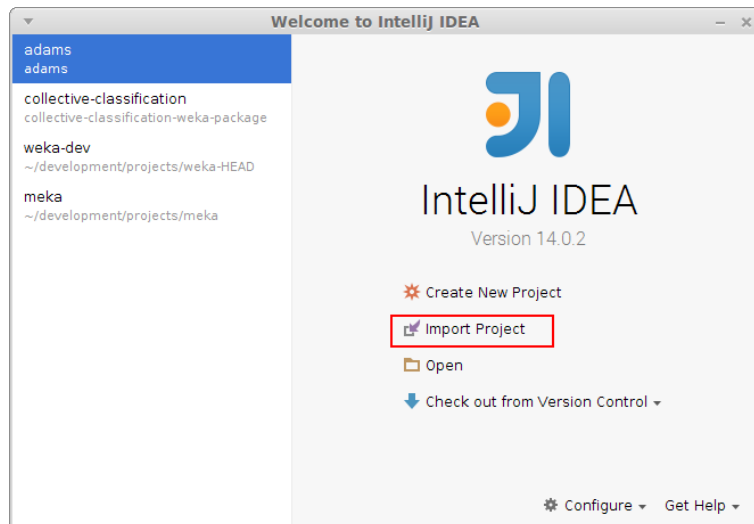 Welcome to IntelliJ IDEA
adams
adams
collective-classification
collective-classification-weka-package
weka-dev
~/development/projects/weka-HEAD
meka
~/development/projects/meka
IntelliJ IDEA
Version 14.0.2
Create New Project
Import Project
Open
Check out from Version Control
Configure
Get Help